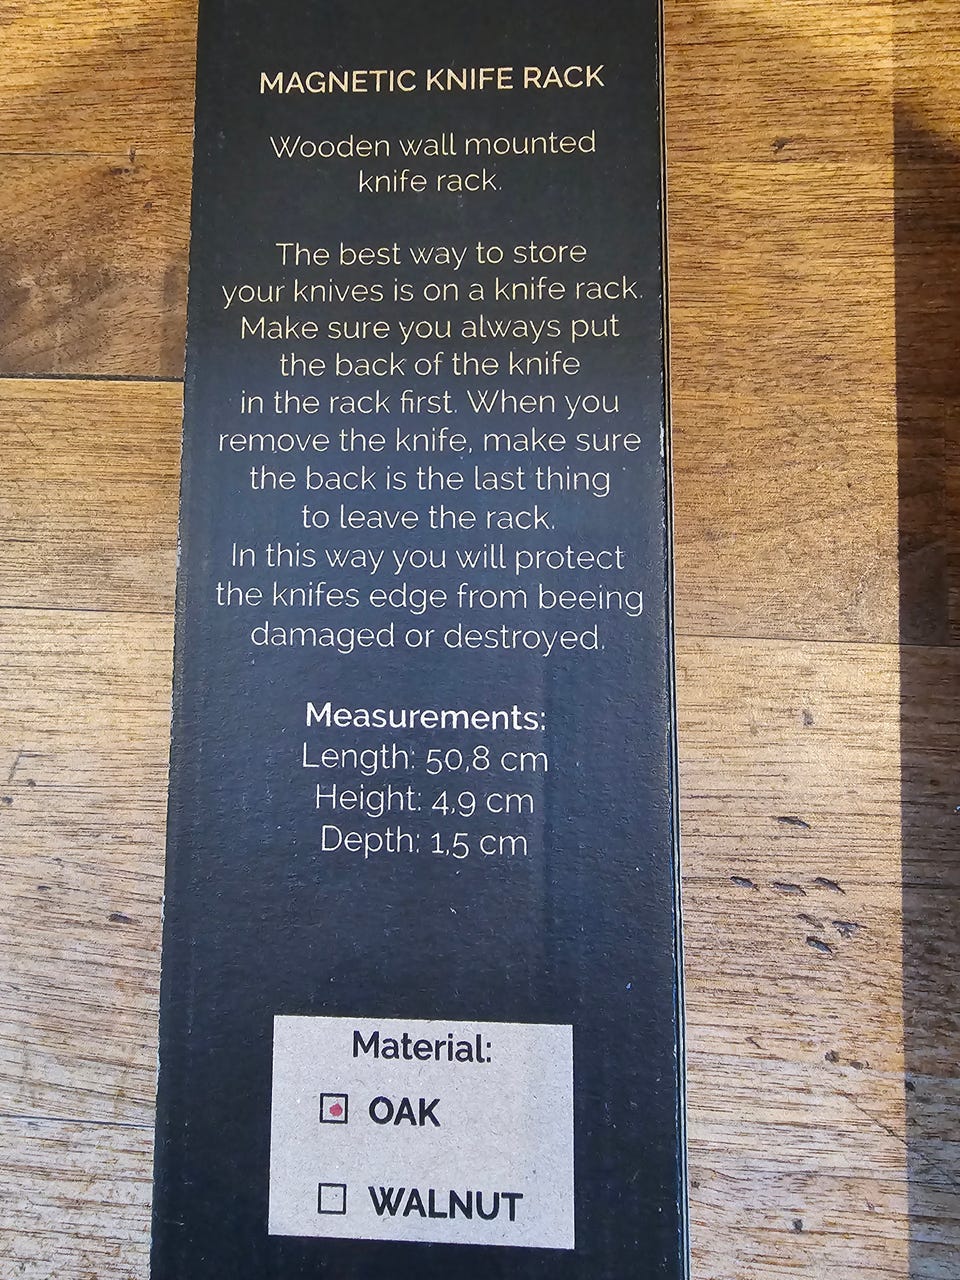 MAGNETIC KNIFE RACK
Wooden wall mounted
knife rack.
The best way to store
your knives is on a knife rack.
Make sure you always put
the back of the knife
in the rack first. When you
remove the knife, make sure
the back is the last thing
to leave the rack.
In this way you will protect
the knifes edge from beeing
damaged or destroyed.
Measurements:
Length: 50,8 cm
Height: 4,9 cm
Depth: 1,5 cm
Material:
OAK
WALNUT